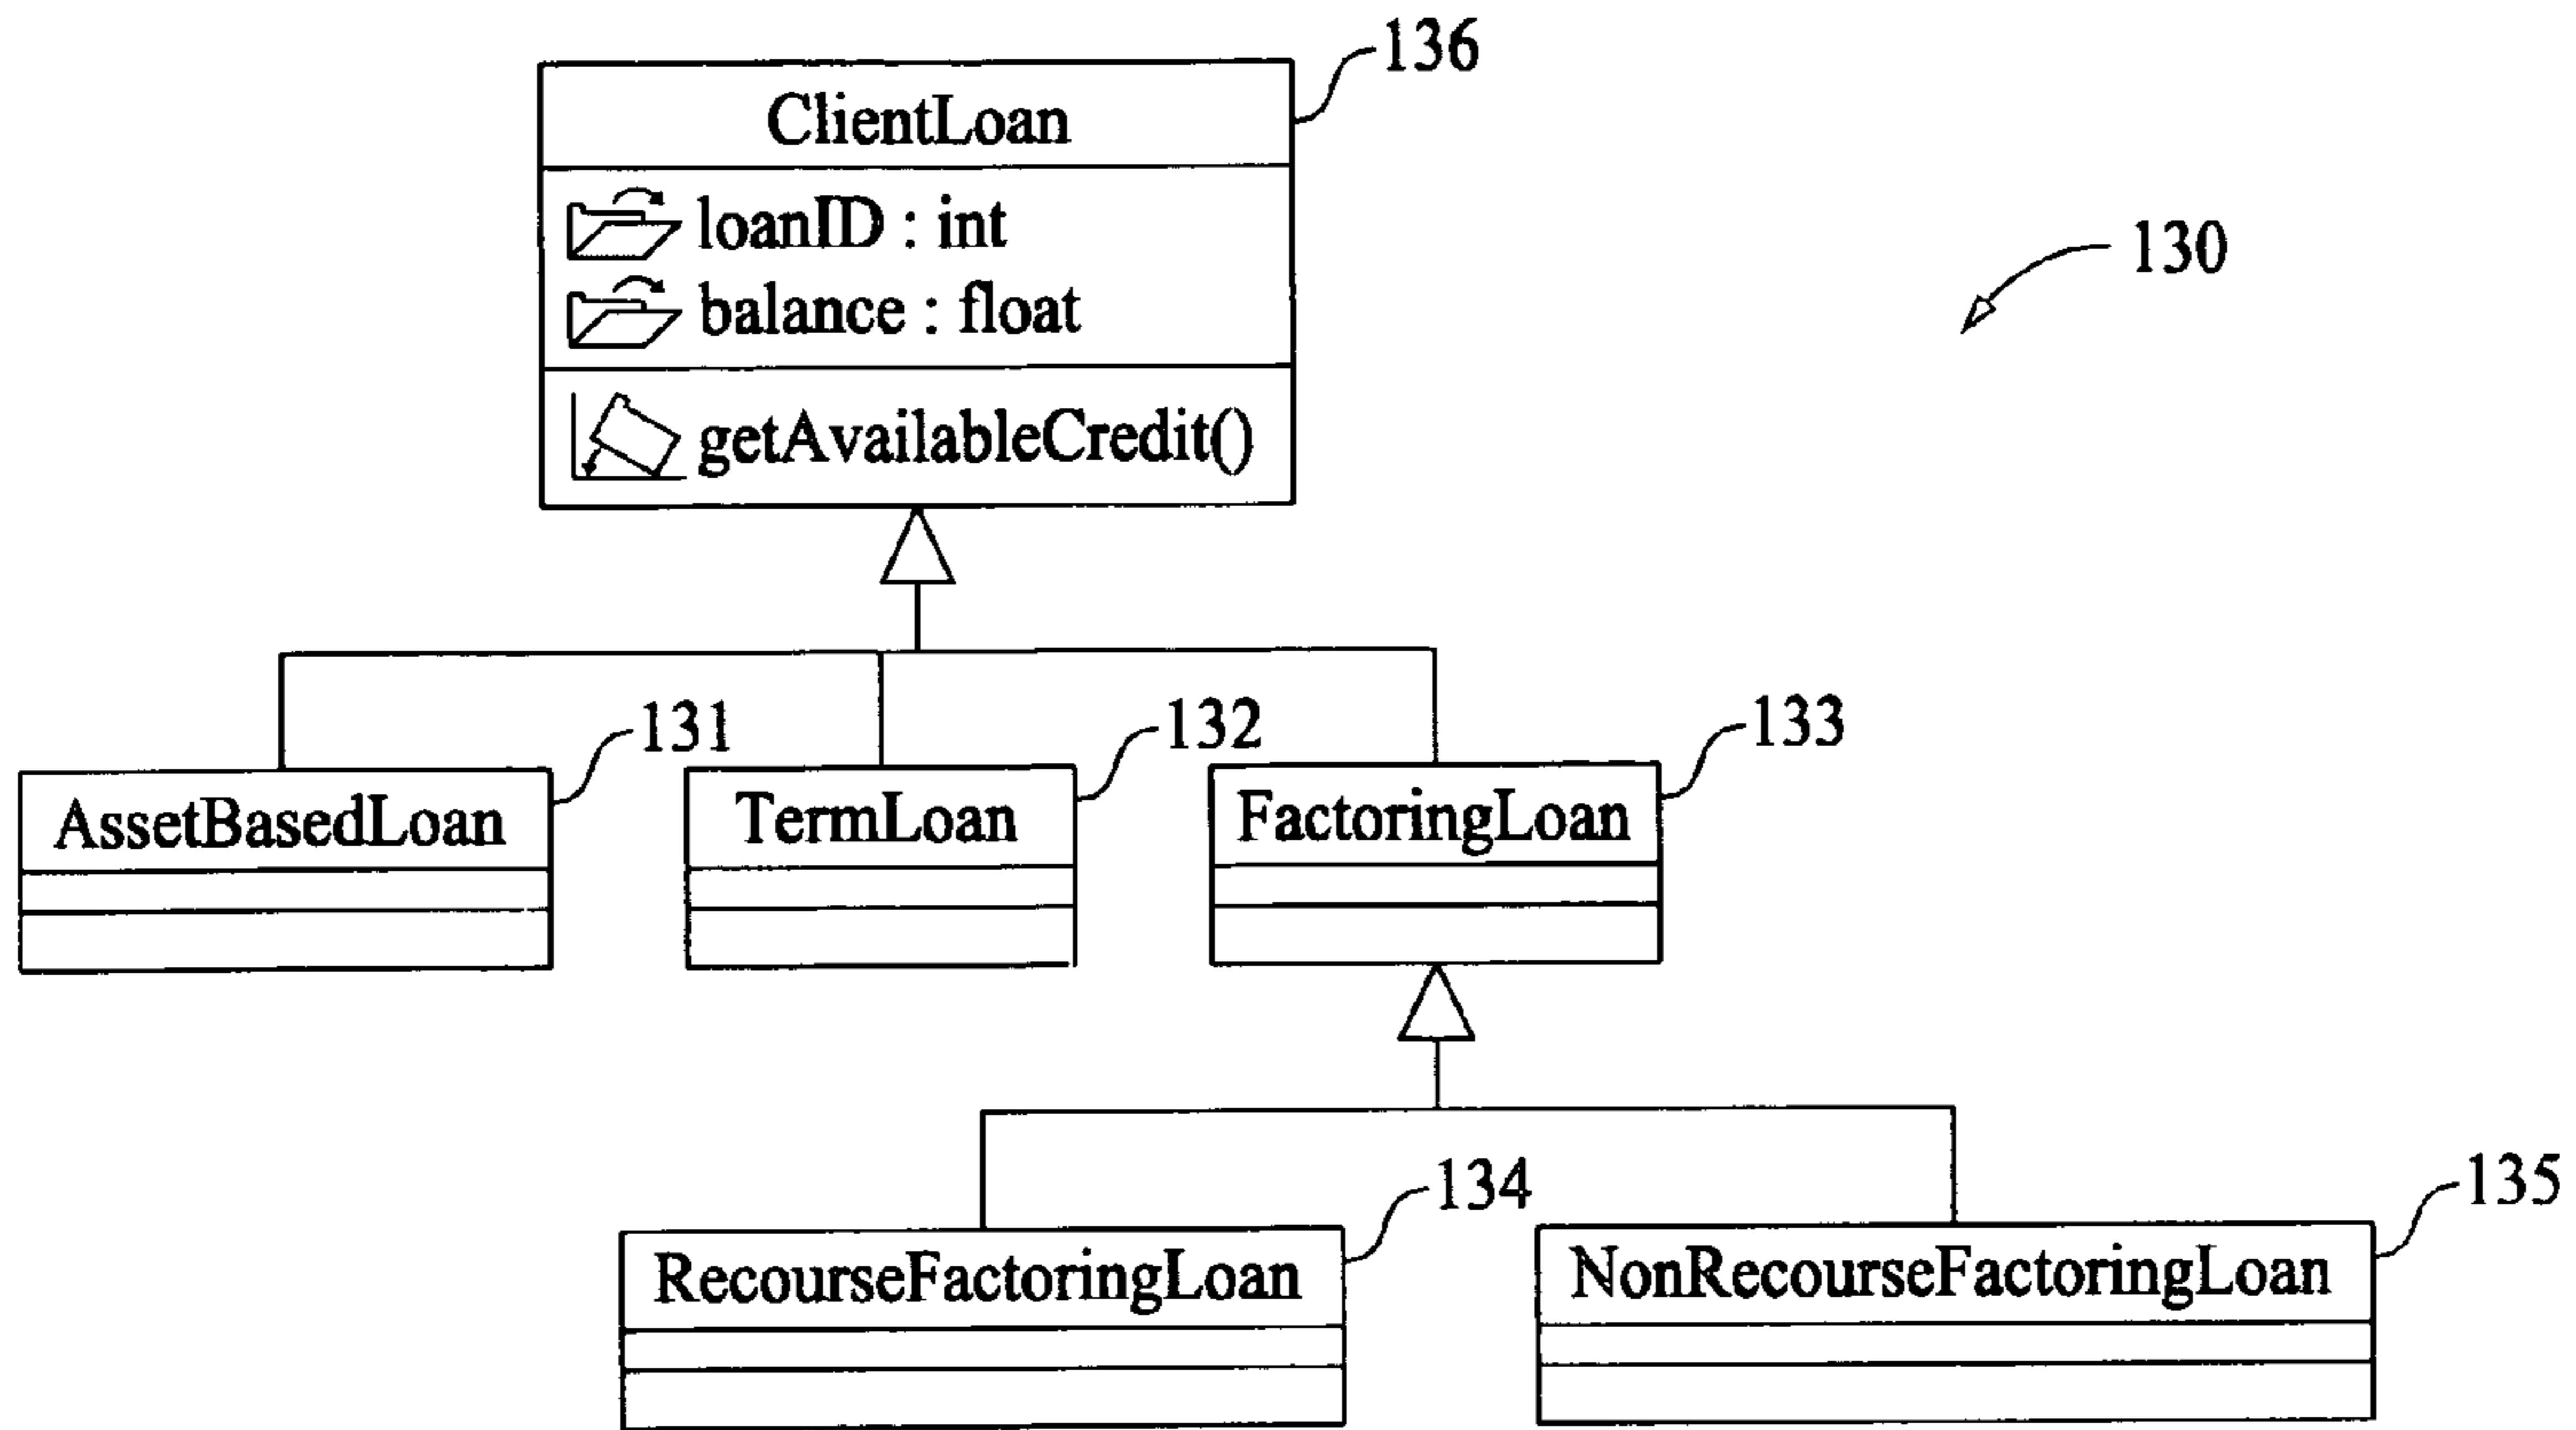 136
ClientLoan
loanID : int
130
balance : float
getAvailableCredit()
131
132
133
AssetBasedLoan
TermLoan
FactoringLoan
134
135
RecourseFactoringLoan
NonRecourseFactoringLoan